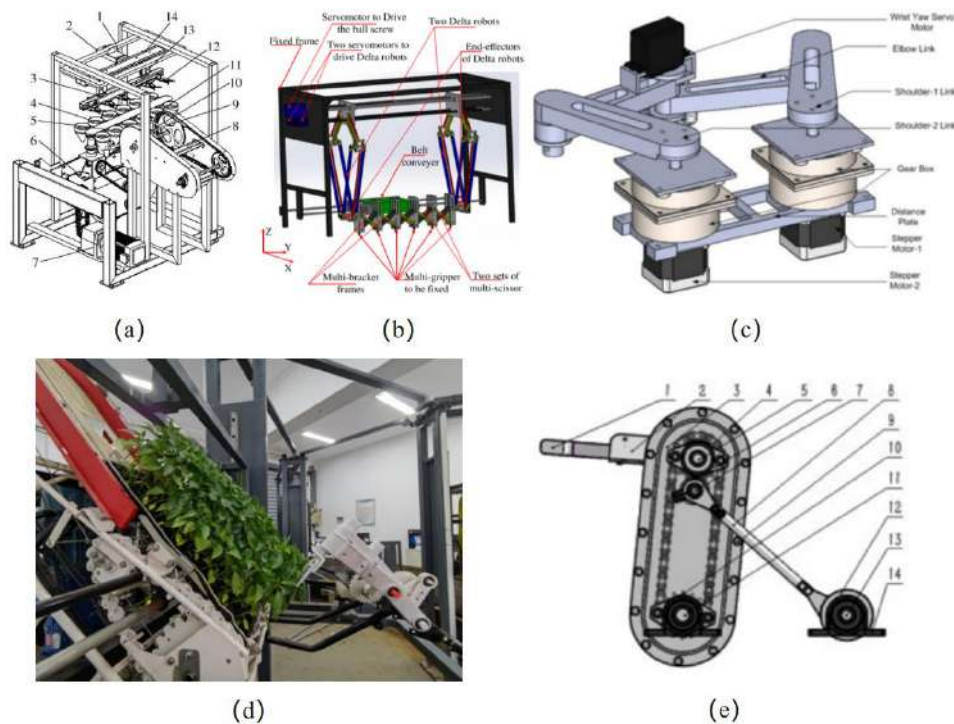 14
1
13
2
12
3
11
4
10
5
9
6
8
7
(a)
Servomotor to Drive
the ball screw
Two Delta robots
Fixed frame
Two servomotors to
drive Delta robots
End-effectors
of Delta robots
Belt
conveyer
Z
Y
X
Multi-bracket
frames
Multi-gripper
to be fixed
Two sets of
multi-scissor
(b)
Wrist Yaw Servo
Motor
Elbow Link
Shoulder-1 Link
Shoulder-2 Link
Gear Box
Distance
Plate
Stepper
Motor-1
Stepper
Motor-2
(c)
(d)
1 2 3 4 5 6 7 8
9
10
11
12
13
14
(e)